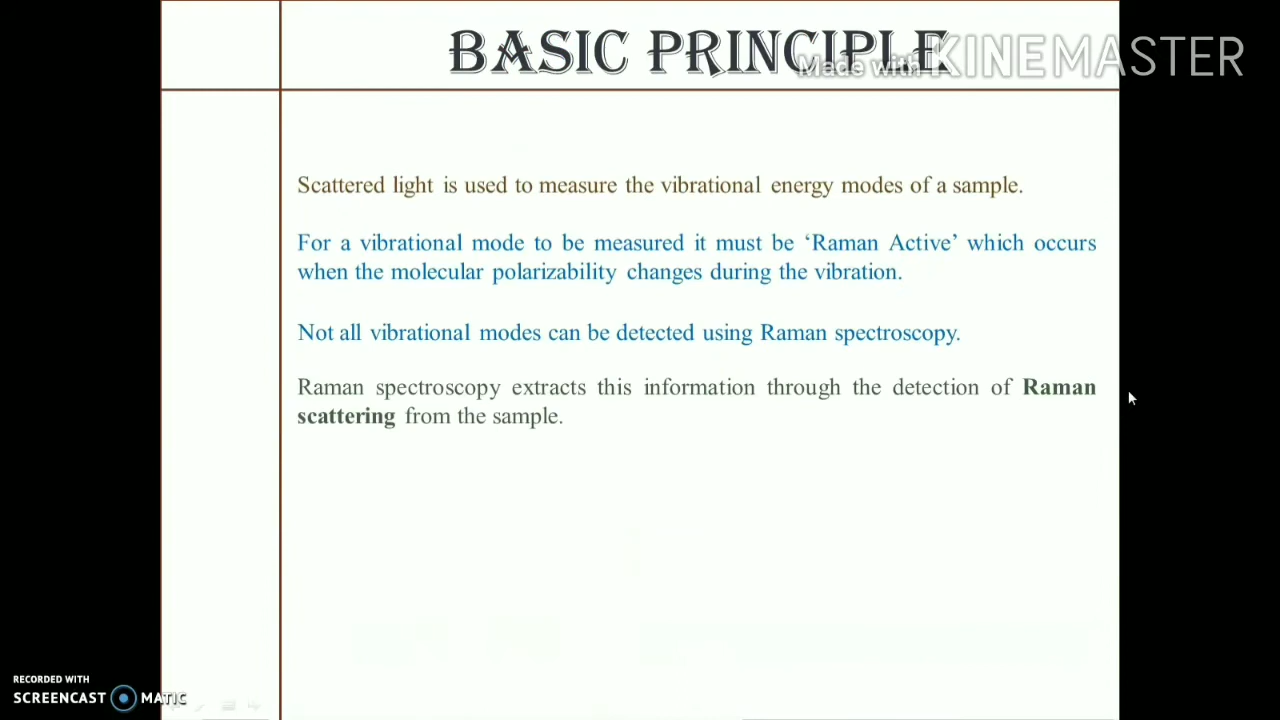 BASIC PRINCIPLE
Made with KINEMASTER
Scattered light is used to measure the vibrational energy modes of a sample.
For a vibrational mode to be measured it must be ‘Raman Active’ which occurs
when the molecular polarizability changes during the vibration.
Not all vibrational modes can be detected using Raman spectroscopy.
Raman spectroscopy extracts this information through the detection of Raman
scattering from the sample.
RECORDED WITH
SCREENCAST MATIC